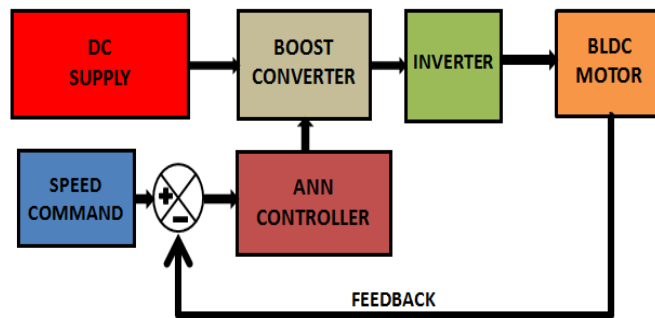 DC
SUPPLY
BOOST
CONVERTER
INVERTER
BLDC
MOTOR
SPEED
COMMAND
+
-
ANN
CONTROLLER
FEEDBACK